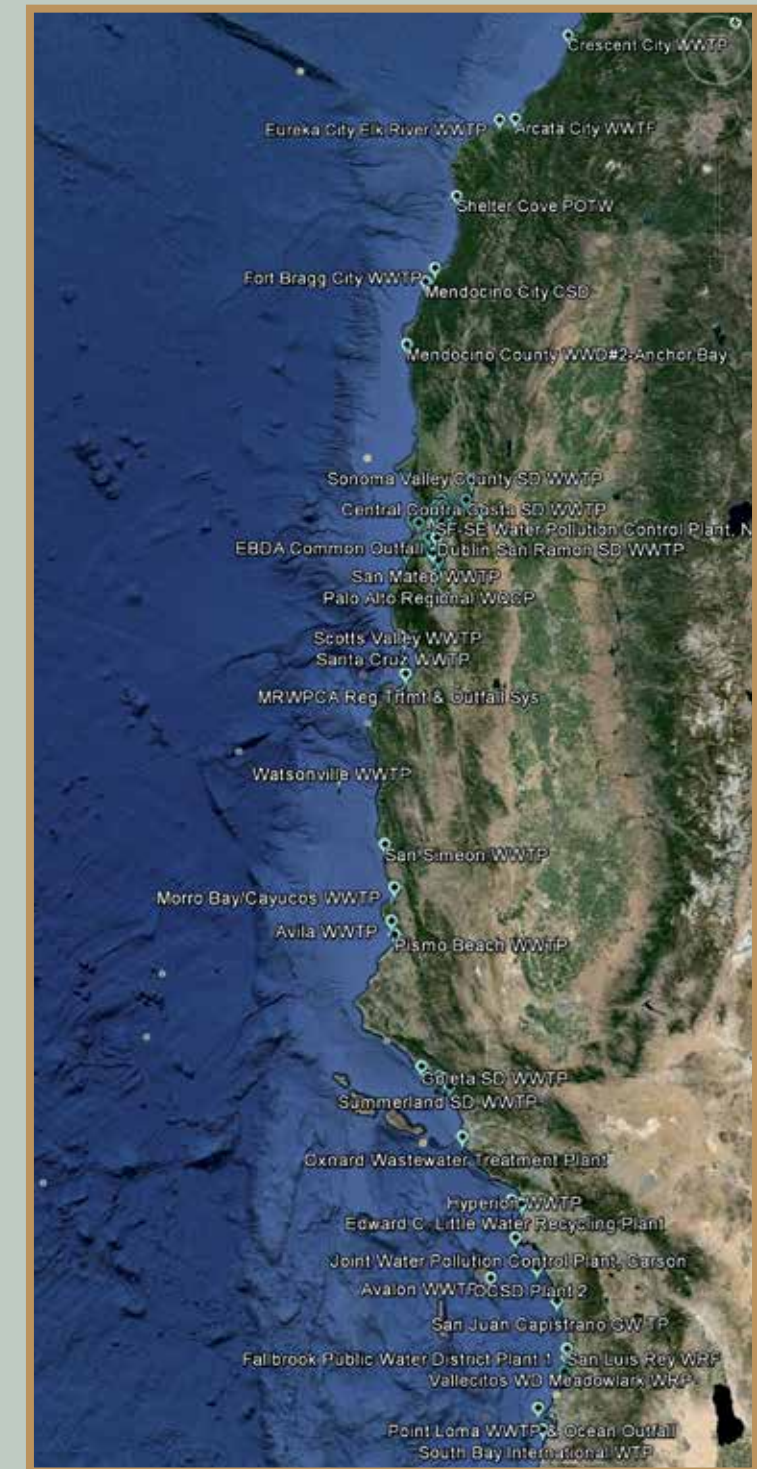 Crescent City WWTP
Eureka City Elk River WWTP
Arcata City WWTF
Shelter Cove POTW
Fort Bragg City WWTP
Mendocino City CSD
Mendocino County WWD#2-Anchor Bay
Sonoma Valley County SD WWTP
Central Contra Costa SD WWTP
SF-SE Water Pollution Control Plant, N
EBDA Common Outfall
Dublin San Ramon SD WWTP
San Mateo WWTP
Palo Alto Regional WQCP
Scotts Valley WWTP
Santa Cruz WWTP
MRWPCA Reg Trtmt & Outfall Sys
Watsonville WWTP
San Simeon WWTP
Morro Bay/Cayucos WWTP
Avila WWTP
Pismo Beach WWTP
Goleta SD WWTP
Summerland SD WWTP
Oxnard Wastewater Treatment Plant
Hyperion WWTP
Edward C. Little Water Recycling Plant
Joint Water Pollution Control Plant, Carson
Avalon WWTP
OCSD Plant 2
San Juan Capistrano GWTP
Fallbrook Public Water District Plant 1
San Luis Rey WRF
Vallecitos WD Meadowlark WRP
Point Loma WWTP & Ocean Outfall
South Bay International WTP